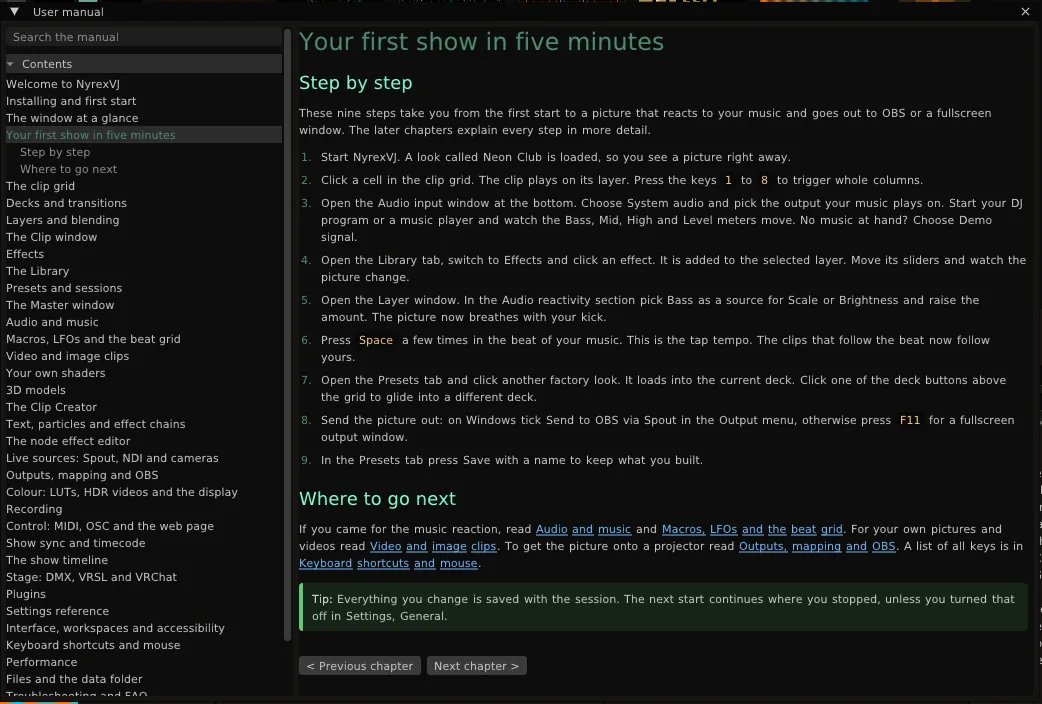 User manual
Search the manual
Contents
Welcome to NyrexVJ
Installing and first start
The window at a glance
Your first show in five minutes
Step by step
Where to go next
The clip grid
Decks and transitions
Layers and blending
The Clip window
Effects
The Library
Presets and sessions
The Master window
Audio and music
Macros, LFOs and the beat grid
Video and image clips
Your own shaders
3D models
The Clip Creator
Text, particles and effect chains
The node effect editor
Live sources: Spout, NDI and cameras
Outputs, mapping and OBS
Colour: LUTs, HDR videos and the display
Recording
Control: MIDI, OSC and the web page
Show sync and timecode
The show timeline
Stage: DMX, VRSL and VRChat
Plugins
Settings reference
Interface, workspaces and accessibility
Keyboard shortcuts and mouse
Performance
Files and the data folder
Troubleshooting and FAQ
Your first show in five minutes
Step by step
These nine steps take you from the first start to a picture that reacts to your music and goes out to OBS or a fullscreen
window. The later chapters explain every step in more detail.
1. Start NyrexVJ. A look called Neon Club is loaded, so you see a picture right away.
2. Click a cell in the clip grid. The clip plays on its layer. Press the keys 1 to 8 to trigger whole columns.
3. Open the Audio input window at the bottom. Choose System audio and pick the output your music plays on. Start your DJ
program or a music player and watch the Bass, Mid, High and Level meters move. No music at hand? Choose Demo
signal.
4. Open the Library tab, switch to Effects and click an effect. It is added to the selected layer. Move its sliders and watch the
picture change.
5. Open the Layer window. In the Audio reactivity section pick Bass as a source for Scale or Brightness and raise the
amount. The picture now breathes with your kick.
6. Press Space a few times in the beat of your music. This is the tap tempo. The clips that follow the beat now follow
yours.
7. Open the Presets tab and click another factory look. It loads into the current deck. Click one of the deck buttons above
the grid to glide into a different deck.
8. Send the picture out: on Windows tick Send to OBS via Spout in the Output menu, otherwise press F11 for a fullscreen
output window.
9. In the Presets tab press Save with a name to keep what you built.
Where to go next
If you came for the music reaction, read Audio and music and Macros, LFOs and the beat grid. For your own pictures and
videos read Video and image clips. To get the picture onto a projector read Outputs, mapping and OBS. A list of all keys is in
Keyboard shortcuts and mouse.
Tip: Everything you change is saved with the session. The next start continues where you stopped, unless you turned that
off in Settings, General.
< Previous chapter
Next chapter >